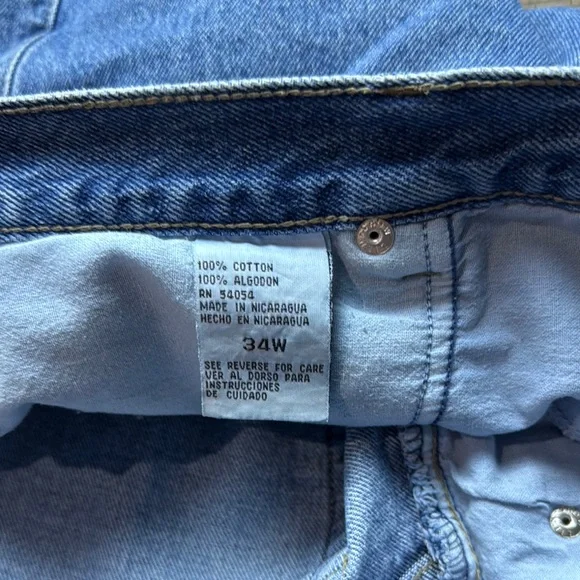 100% COTTON
100% ALGODON
RN 54054
MADE IN NICARAGUA
HECHO EN NICARAGUA
34W
SEE REVERSE FOR CARE
VER AL DORSO PARA
INSTRUCCIONES
DE CUIDADO